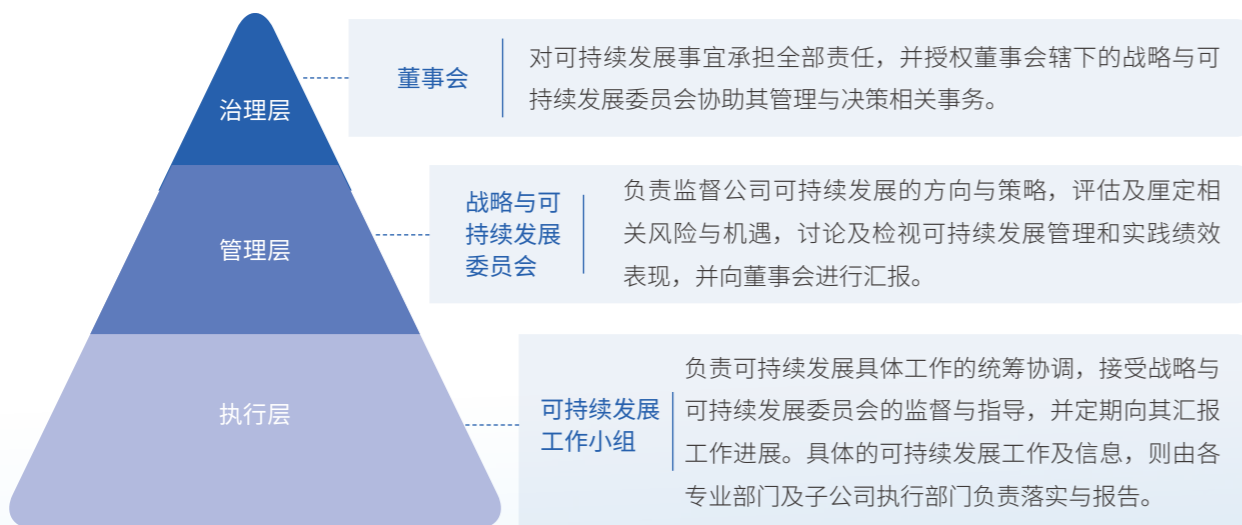 治理层
董事会
对可持续发展事宜承担全部责任，并授权董事会辖下的战略与可
持续发展委员会协助其管理与决策相关事务。
管理层
战略与可
持续发展
委员会
负责监督公司可持续发展的方向与策略，评估及厘定相
关风险与机遇，讨论及检视可持续发展管理和实践绩效
表现，并向董事会进行汇报。
执行层
可持续发展
工作小组
负责可持续发展具体工作的统筹协调，接受战略与
可持续发展委员会的监督与指导，并定期向其汇报
工作进展。具体的可持续发展工作及信息，则由各
专业部门及子公司执行部门负责落实与报告。